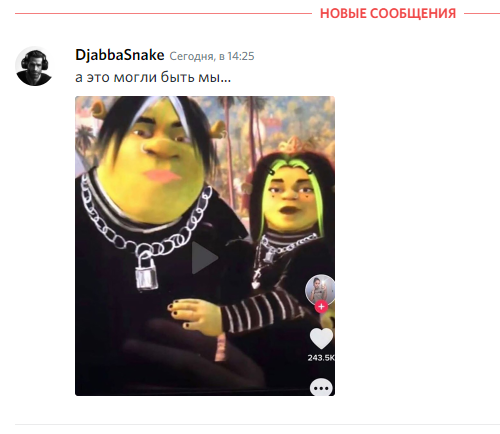 НОВЫЕ СООБЩЕНИЯ
DjabbaSnake Сегодня, в 14:25
а это могли быть мы...
243.5K